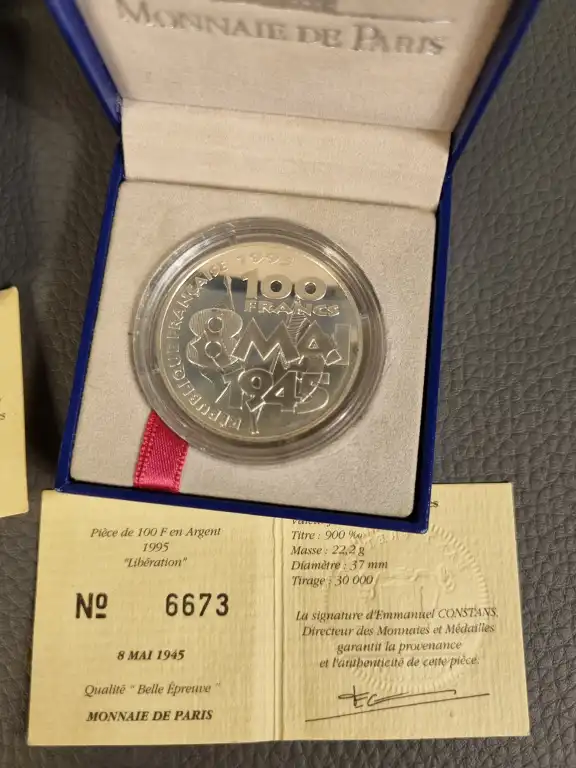 MONNAIE DE PARIS
RÉPUBLIQUE FRANÇAISE
1995
100
FRANCS
8 MAI
1945
Pièce de 100 F en Argent
1995
"Libération"
Nº 6673
8 MAI 1945
Qualité "Belle Épreuve"
MONNAIE DE PARIS
Titre : 900 ‰
Masse : 22,2 g
Diamètre : 37 mm
Tirage : 30 000
La signature d'Emmanuel CONSTANS,
Directeur des Monnaies et Médailles
garantit la provenance
et l'authenticité de cette pièce.